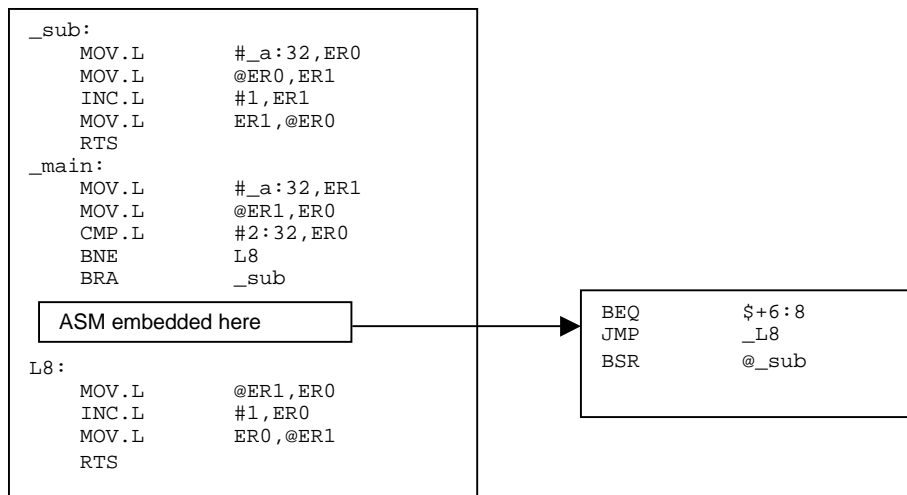 _sub:
MOV.L #_a:32,ER0
MOV.L @ER0,ER1
INC.L #1,ER1
MOV.L ER1,@ER0
RTS
_main:
MOV.L #_a:32,ER1
MOV.L @ER1,ER0
CMP.L #2:32,ER0
BNE L8
BRA _sub
ASM embedded here
L8:
MOV.L @ER1,ER0
INC.L #1,ER0
MOV.L ER0,@ER1
RTS
BEQ $+6:8
JMP _L8
BSR @_sub